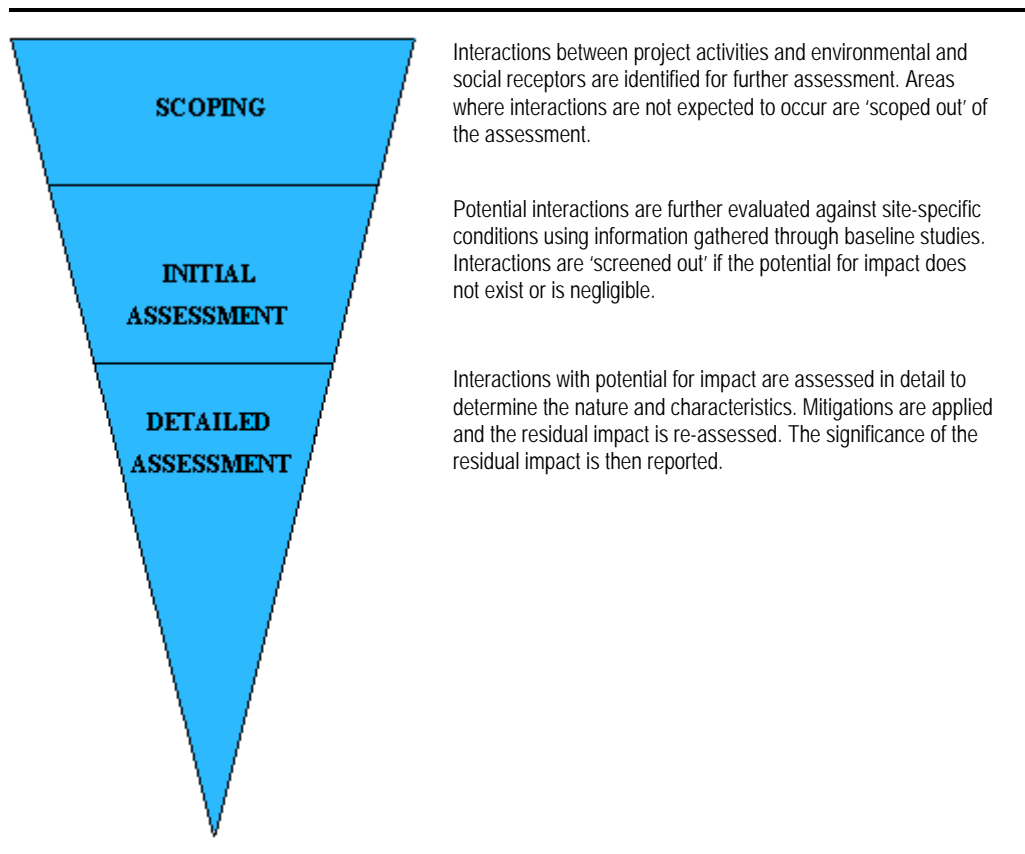 SCOPING
Interactions between project activities and environmental and
social receptors are identified for further assessment. Areas
where interactions are not expected to occur are ‘scoped out’ of
the assessment.
INITIAL
ASSESSMENT
Potential interactions are further evaluated against site-specific
conditions using information gathered through baseline studies.
Interactions are ‘screened out’ if the potential for impact does
not exist or is negligible.
DETAILED
ASSESSMENT
Interactions with potential for impact are assessed in detail to
determine the nature and characteristics. Mitigations are applied
and the residual impact is re-assessed. The significance of the
residual impact is then reported.